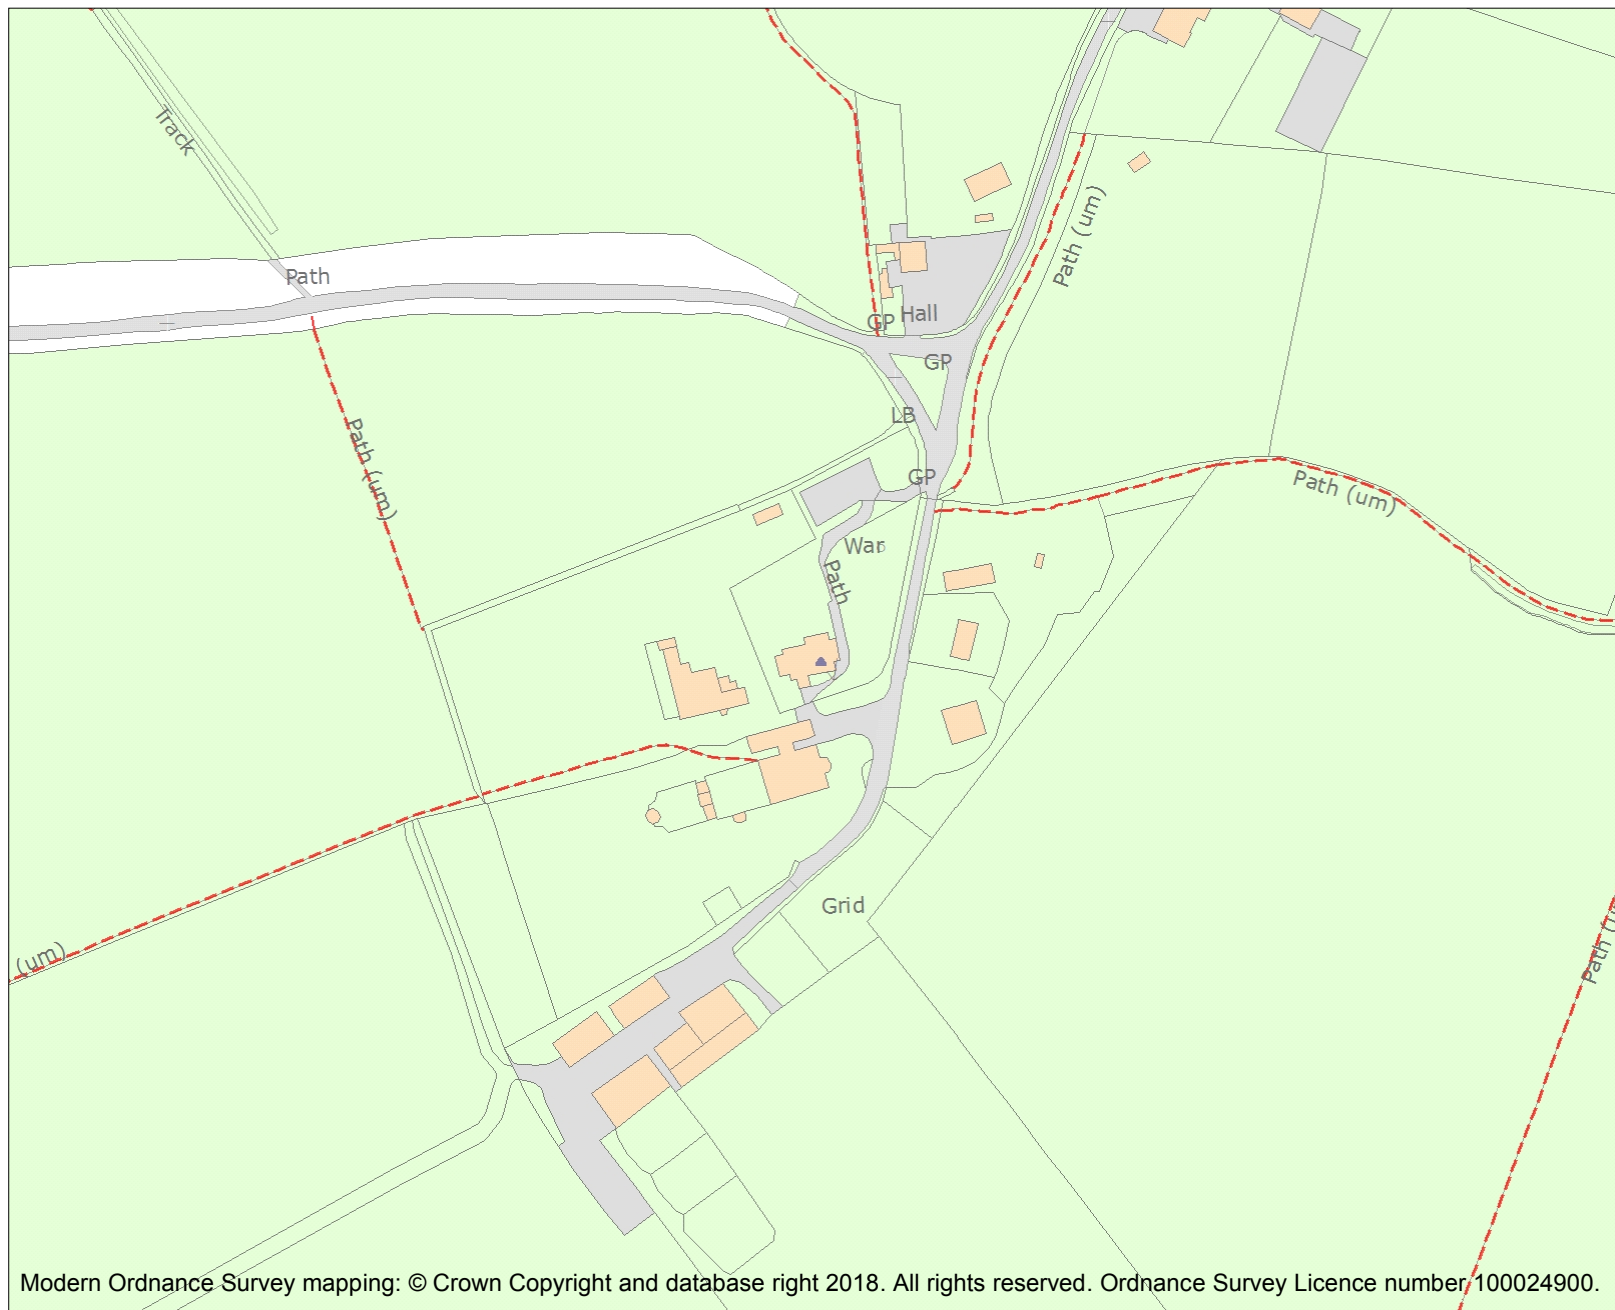 Track
Path
Path (um)
GP Hall
GP
LB
GP
Path (um)
Path (um)
War
Path
Path (um)
(um)
Grid
Modern Ordnance Survey mapping: © Crown Copyright and database right 2018. All rights reserved. Ordnance Survey Licence number 100024900.